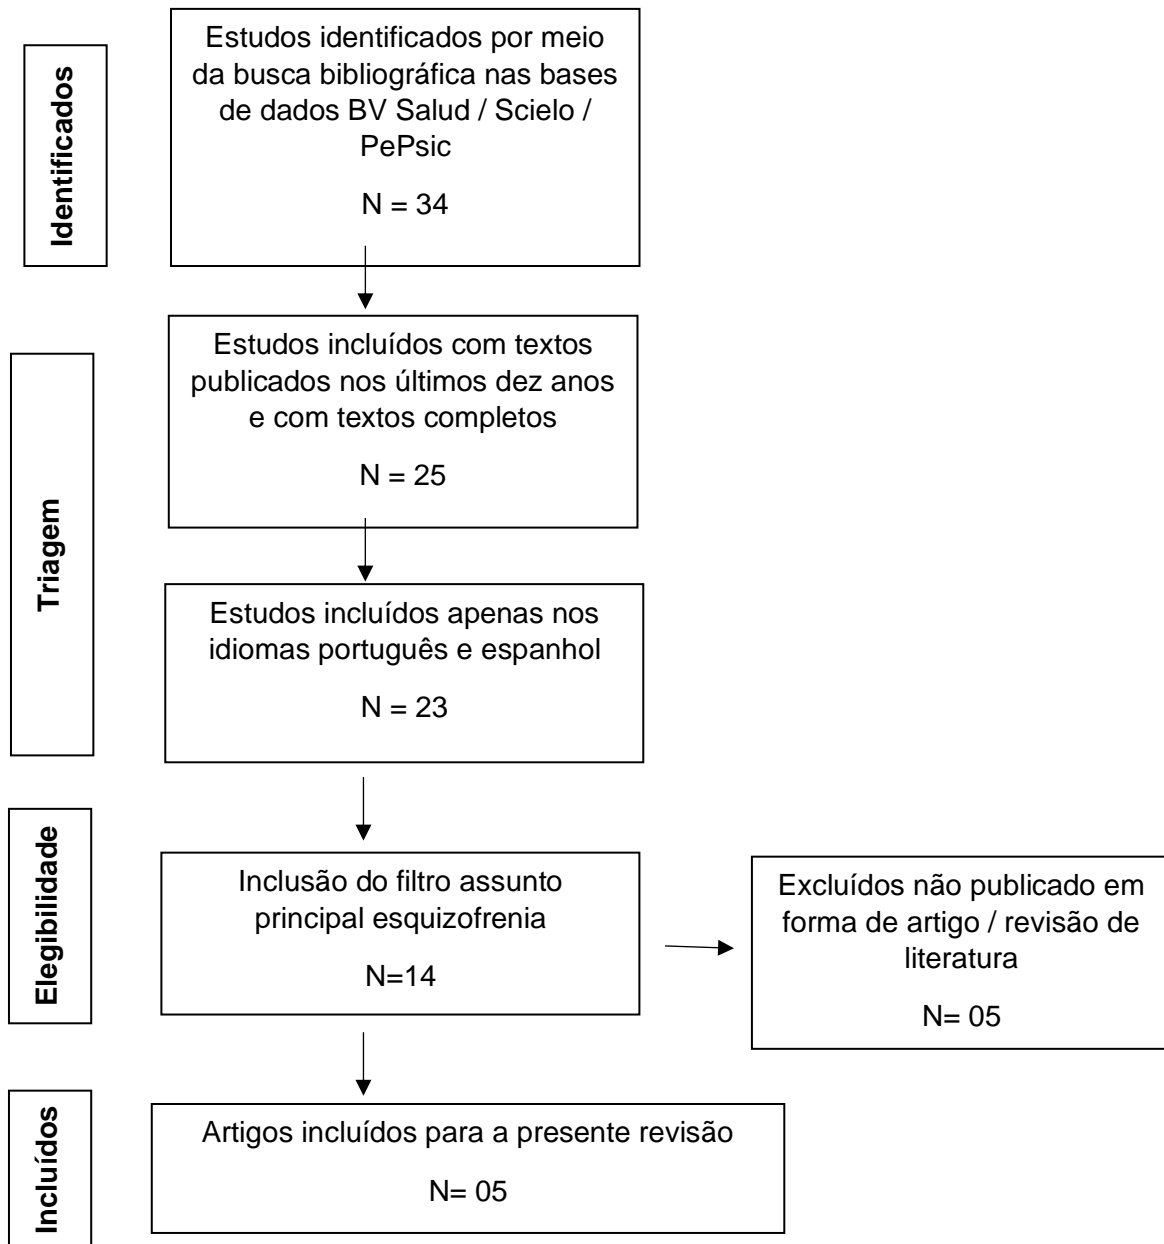 Identificados
Estudos identificados por meio
da busca bibliográfica nas bases
de dados BV Salud / Scielo /
PePsic
N = 34
Triagem
Estudos incluídos com textos
publicados nos últimos dez anos
e com textos completos
N = 25
Estudos incluídos apenas nos
idiomas português e espanhol
N = 23
Elegibilidade
Inclusão do filtro assunto
principal esquizofrenia
N=14
Excluídos não publicado em
forma de artigo / revisão de
literatura
N= 05
Incluídos
Artigos incluídos para a presente revisão
N= 05